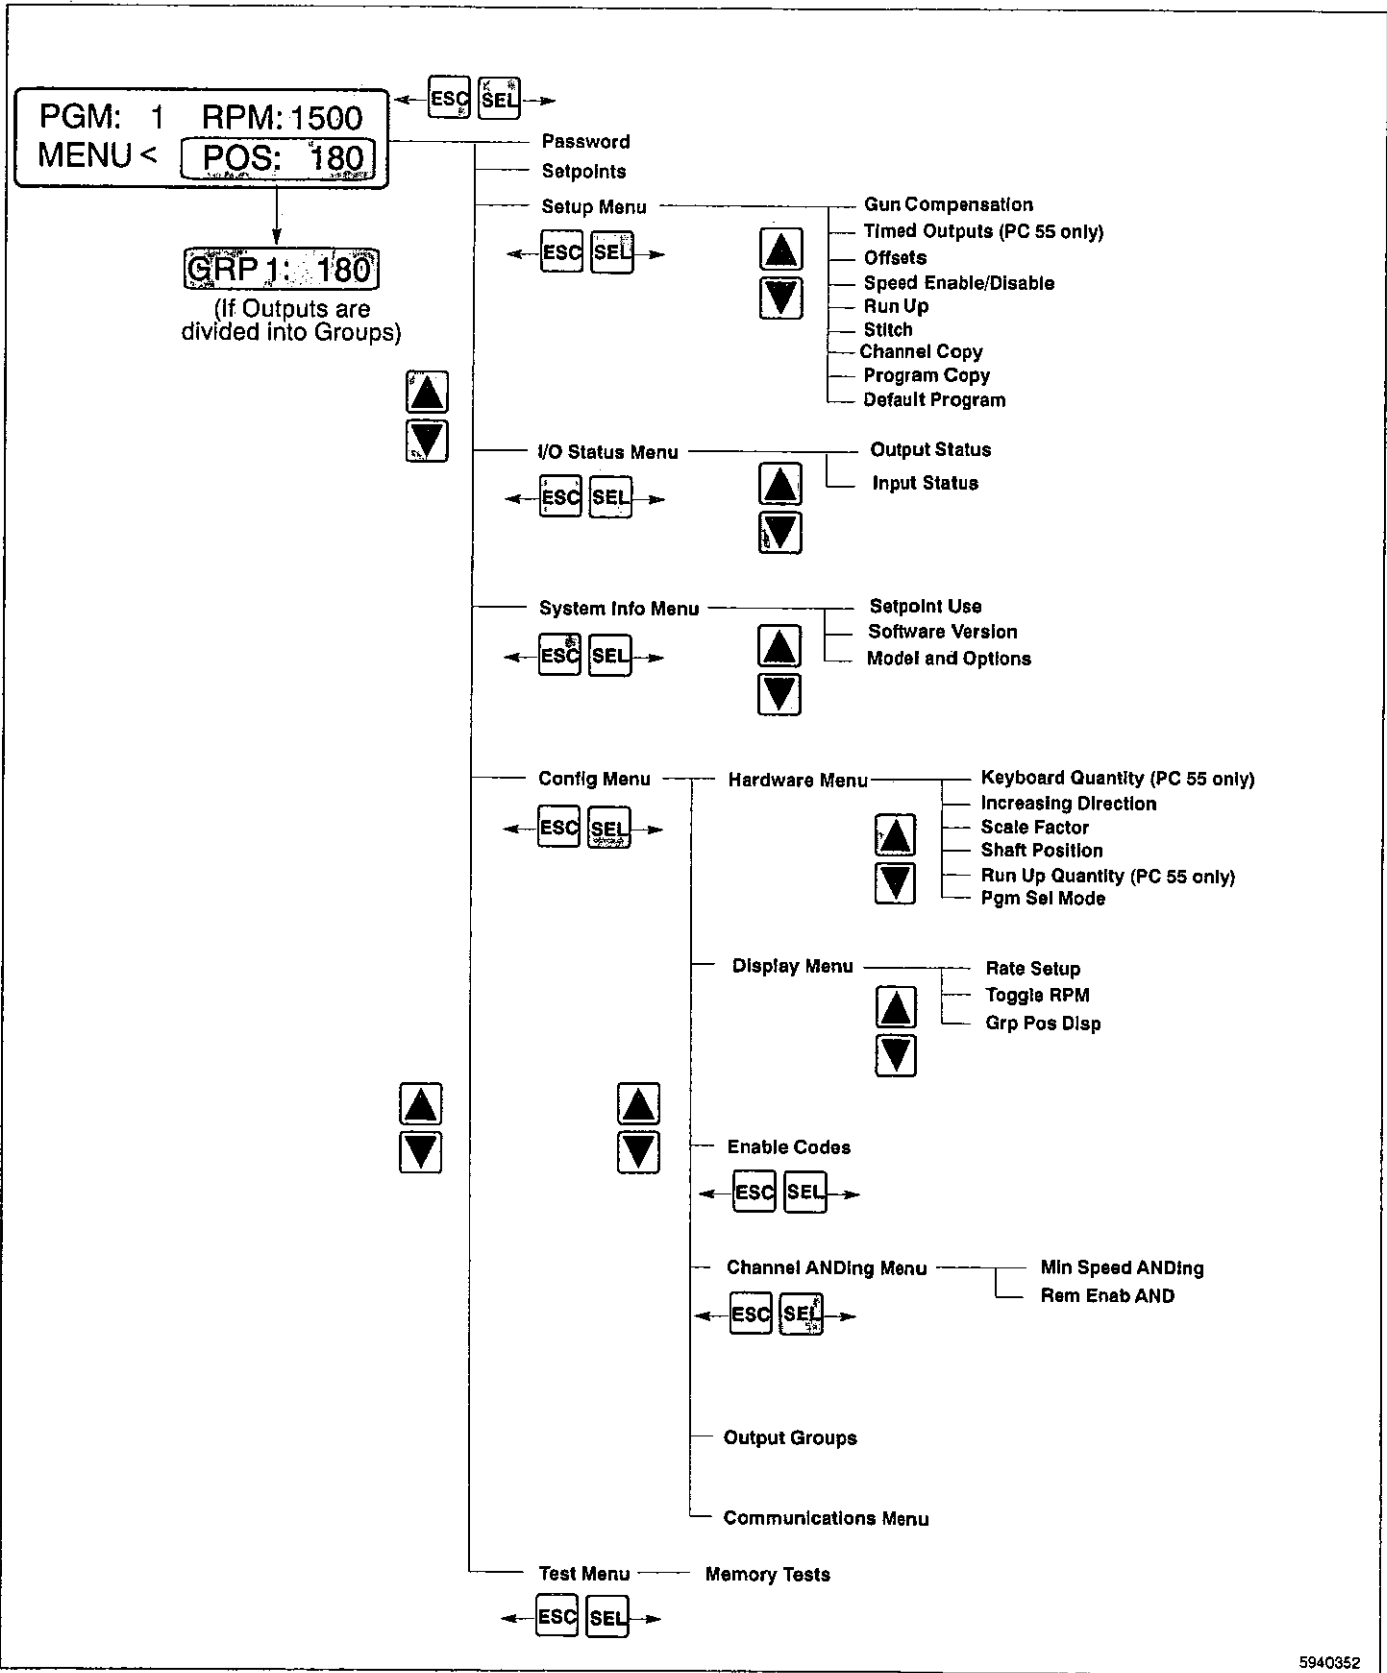 ESC SEL
PGM: 1 RPM: 1500
MENU < POS: 180
GRP 1: 180
(If Outputs are
divided into Groups)
Password
Setpoints
Setup Menu
ESC SEL
Gun Compensation
Timed Outputs (PC 55 only)
Offsets
Speed Enable/Disable
Run Up
Stitch
Channel Copy
Program Copy
Default Program
I/O Status Menu
ESC SEL
Output Status
Input Status
System Info Menu
ESC SEL
Setpoint Use
Software Version
Model and Options
Config Menu
ESC SEL
Hardware Menu
Keyboard Quantity (PC 55 only)
Increasing Direction
Scale Factor
Shaft Position
Run Up Quantity (PC 55 only)
Pgm Sel Mode
Display Menu
Rate Setup
Toggle RPM
Grp Pos Disp
Enable Codes
ESC SEL
Channel ANDing Menu
ESC SEL
Min Speed ANDing
Rem Enab AND
Output Groups
Communications Menu
Test Menu
Memory Tests
ESC SEL
5940352